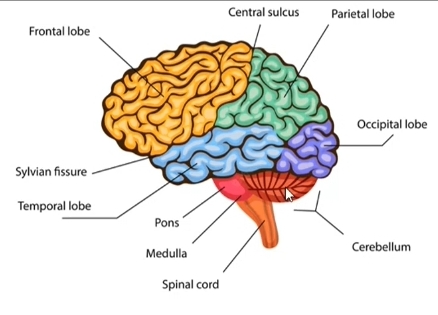 Central sulcus
Parietal lobe
Frontal lobe
Occipital lobe
Sylvian fissure
Temporal lobe
Pons
Medulla
Cerebellum
Spinal cord